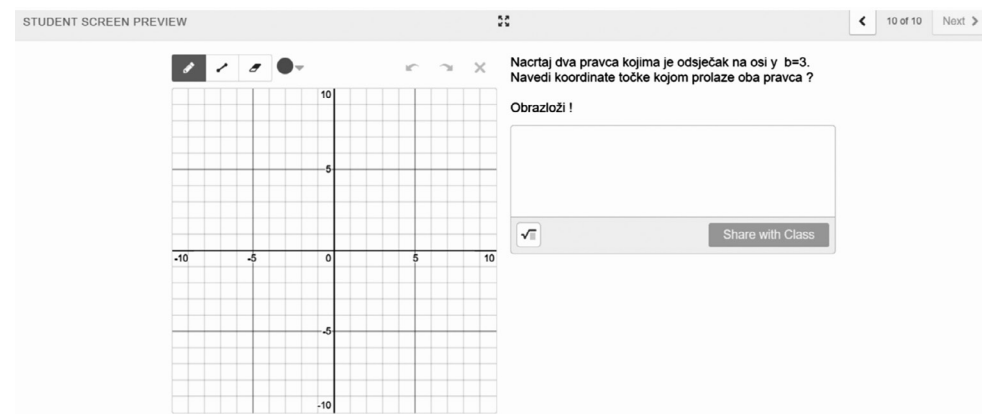 STUDENT SCREEN PREVIEW
10 of 10 Next
Nacrtaj dva pravca kojima je odsječak na osi y b=3.
Navedi koordinate točke kojom prolaze oba pravca ?
Obrazloži !
10
5
-10 -5 0 5 10
-5
-10
Share with Class